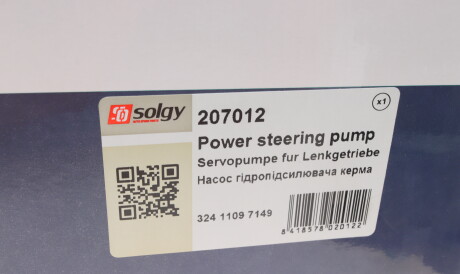 solgy
207012
x1
Power steering pump
Servopumpe fur Lenkgetriebe
Насос гідропідсилювача керма
324 1109 7149
8 418578 020122